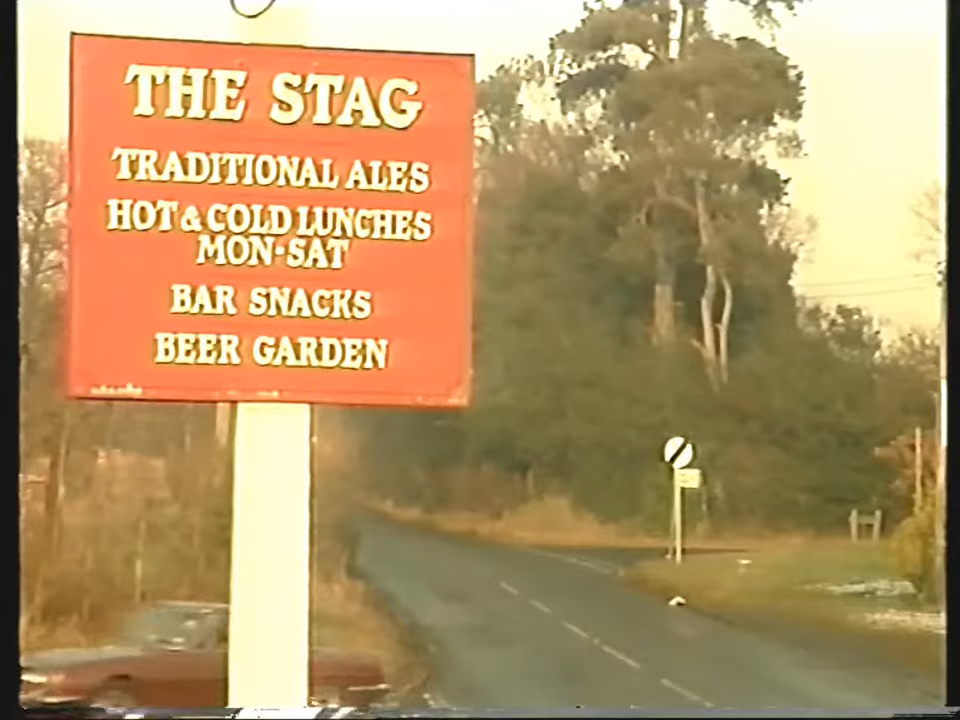 THE STAG
TRADITIONAL ALES
HOT & COLD LUNCHES
MON-SAT
BAR SNACKS
BEER GARDEN